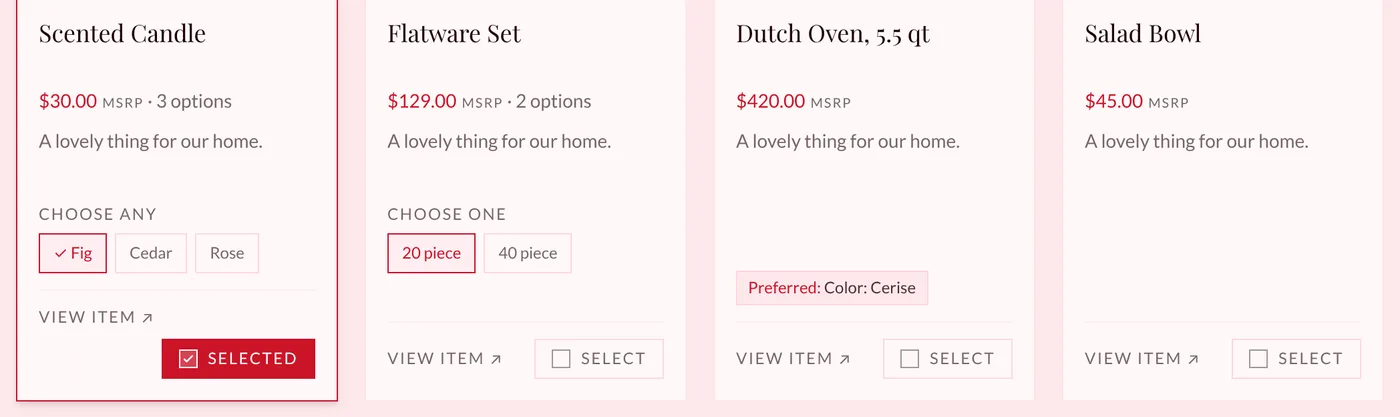 Scented Candle
$30.00 MSRP · 3 options
A lovely thing for our home.
CHOOSE ANY
✓ Fig
Cedar
Rose
VIEW ITEM ↗
SELECTED
Flatware Set
$129.00 MSRP · 2 options
A lovely thing for our home.
CHOOSE ONE
20 piece
40 piece
VIEW ITEM ↗
SELECT
Dutch Oven, 5.5 qt
$420.00 MSRP
A lovely thing for our home.
Preferred: Color: Cerise
VIEW ITEM ↗
SELECT
Salad Bowl
$45.00 MSRP
A lovely thing for our home.
VIEW ITEM ↗
SELECT